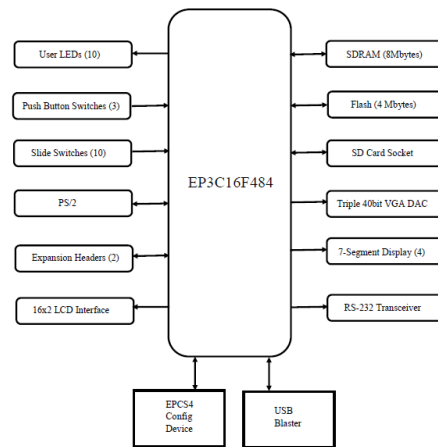 User LEDs (10)
SDRAM (8Mbytes)
Push Button Switches (3)
Flash (4 Mbytes)
Slide Switches (10)
SD Card Socket
EP3C16F484
PS/2
Triple 40bit VGA DAC
Expansion Headers (2)
7-Segment Display (4)
16x2 LCD Interface
RS-232 Transceiver
EPCS4
Config
Device
USB
Blaster